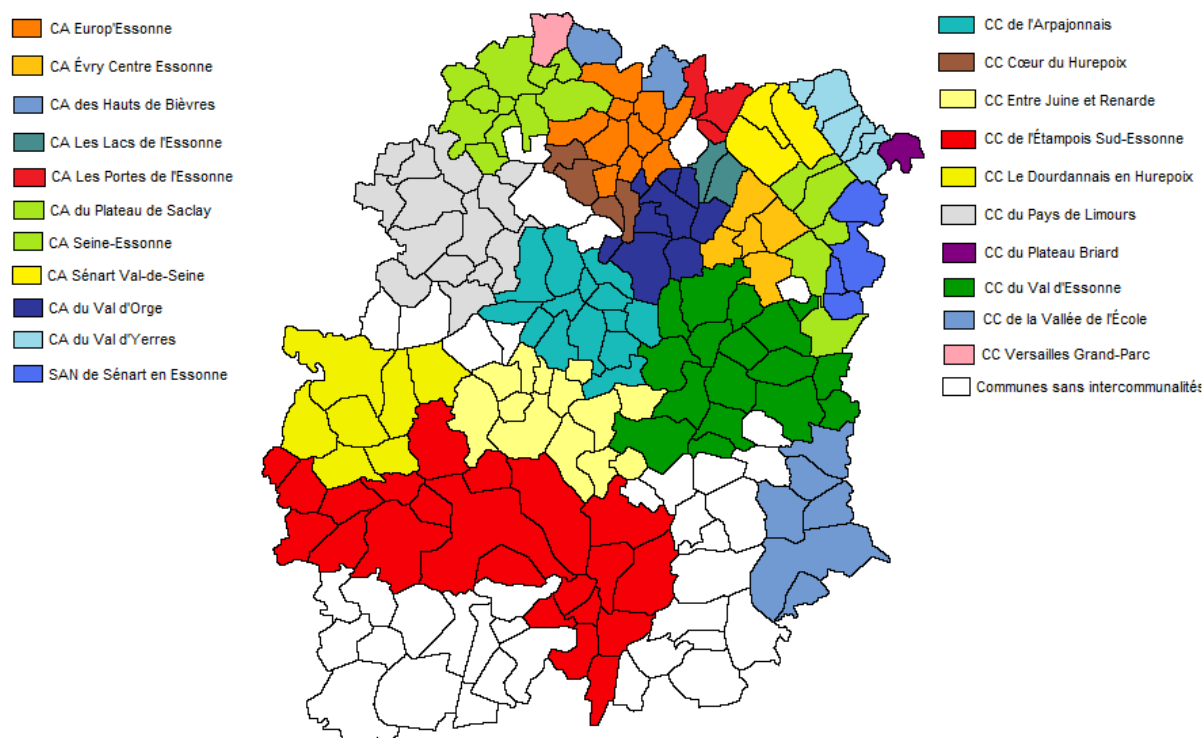 CA Europ'Essonne
CA Évry Centre Essonne
CA des Hauts de Bièvres
CA Les Lacs de l'Essonne
CA Les Portes de l'Essonne
CA du Plateau de Saclay
CA Seine-Essonne
CA Sénart Val-de-Seine
CA du Val d'Orge
CA du Val d'Yerres
SAN de Sénart en Essonne
CC de l'Arpajonnais
CC Cœur du Hurepoix
CC Entre Juine et Renarde
CC de l'Étampois Sud-Essonne
CC Le Dourdannais en Hurepoix
CC du Pays de Limours
CC du Plateau Briard
CC du Val d'Essonne
CC de la Vallée de l'École
CC Versailles Grand-Parc
Communes sans intercommunalités